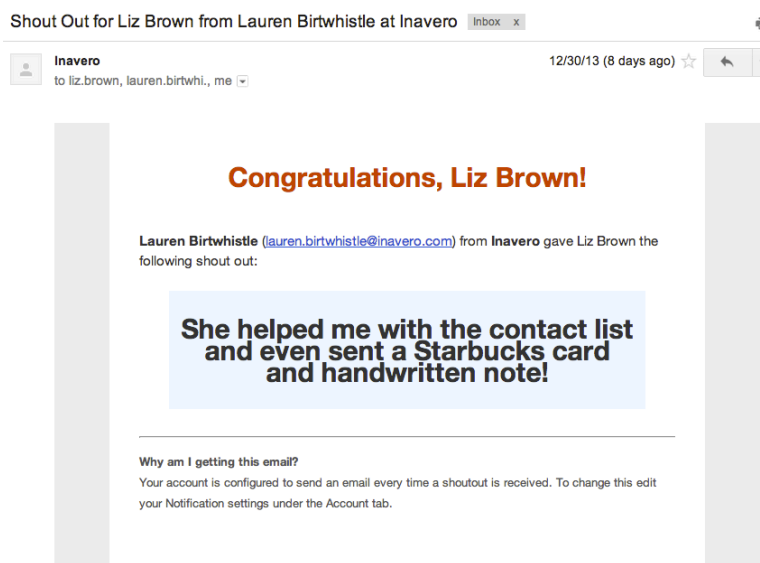 Shout Out for Liz Brown from Lauren Birtwhistle at Inavero Inbox x
Inavero 12/30/13 (8 days ago)
to liz.brown, lauren.birtwhi., me
Congratulations, Liz Brown!
Lauren Birtwhistle (lauren.birtwhistle@inavero.com) from Inavero gave Liz Brown the
following shout out:
She helped me with the contact list
and even sent a Starbucks card
and handwritten note!
Why am I getting this email?
Your account is configured to send an email every time a shoutout is received. To change this edit
your Notification settings under the Account tab.